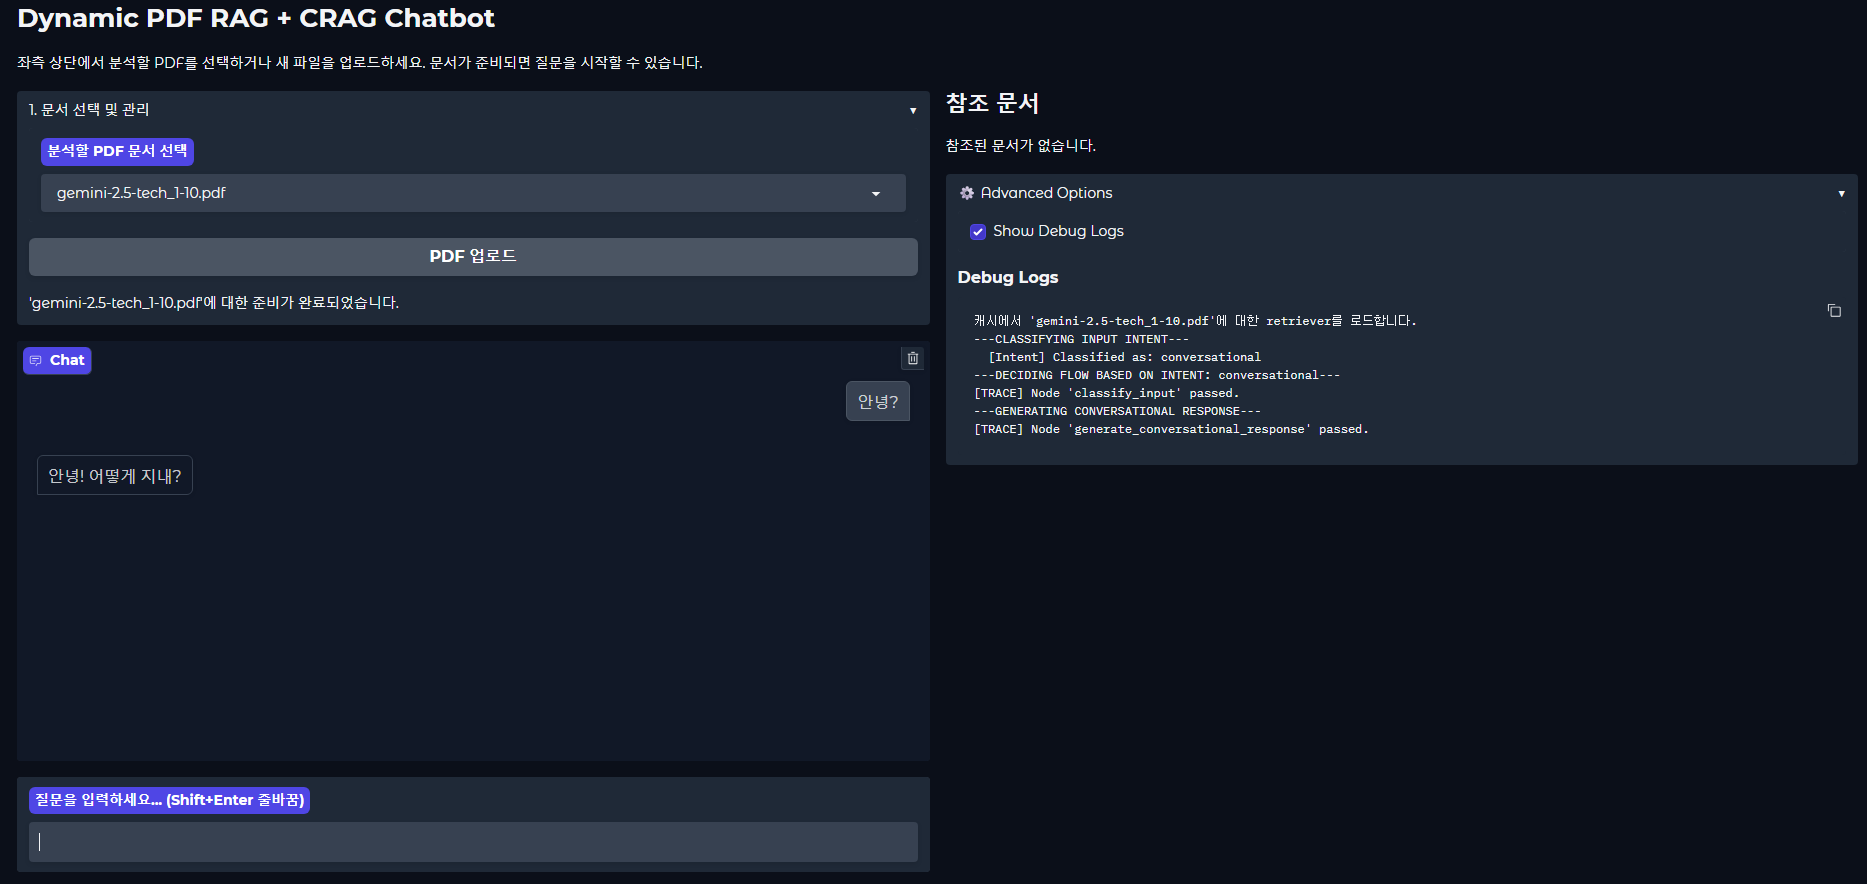 Dynamic PDF RAG + CRAG Chatbot
좌측 상단에서 분석할 PDF를 선택하거나 새 파일을 업로드하세요. 문서가 준비되면 질문을 시작할 수 있습니다.
1. 문서 선택 및 관리
분석할 PDF 문서 선택
gemini-2.5-tech_1-10.pdf
PDF 업로드
'gemini-2.5-tech_1-10.pdf'에 대한 준비가 완료되었습니다.
Chat
안녕?
안녕! 어떻게 지내?
질문을 입력하세요... (Shift+Enter 줄바꿈)
참조 문서
참조된 문서가 없습니다.
Advanced Options
Show Debug Logs
Debug Logs
캐시에서 'gemini-2.5-tech_1-10.pdf'에 대한 retriever를 로드합니다.
---CLASSIFYING INPUT INTENT---
[Intent] Classified as: conversational
---DECIDING FLOW BASED ON INTENT: conversational---
[TRACE] Node 'classify_input' passed.
---GENERATING CONVERSATIONAL RESPONSE---
[TRACE] Node 'generate_conversational_response' passed.